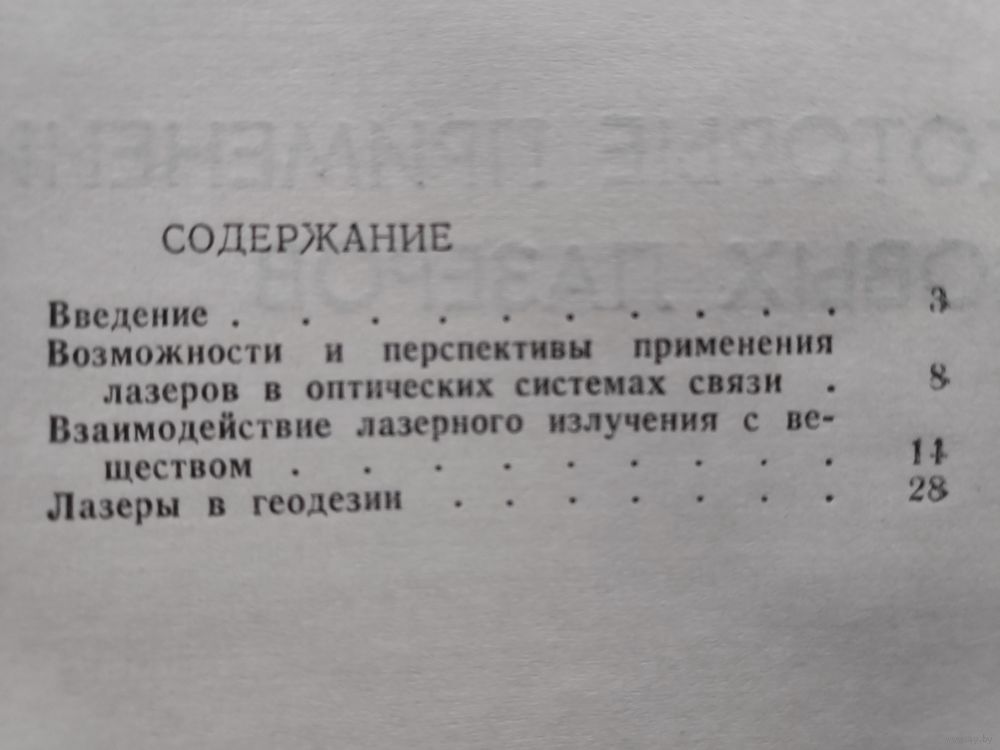 СОДЕРЖАНИЕ
Введение . . . . . . . . . . 3
Возможности и перспективы применения
лазеров в оптических системах связи . 8
Взаимодействие лазерного излучения с ве-
ществом . . . . . . . . . 11
Лазеры в геодезии . . . . . . . 28